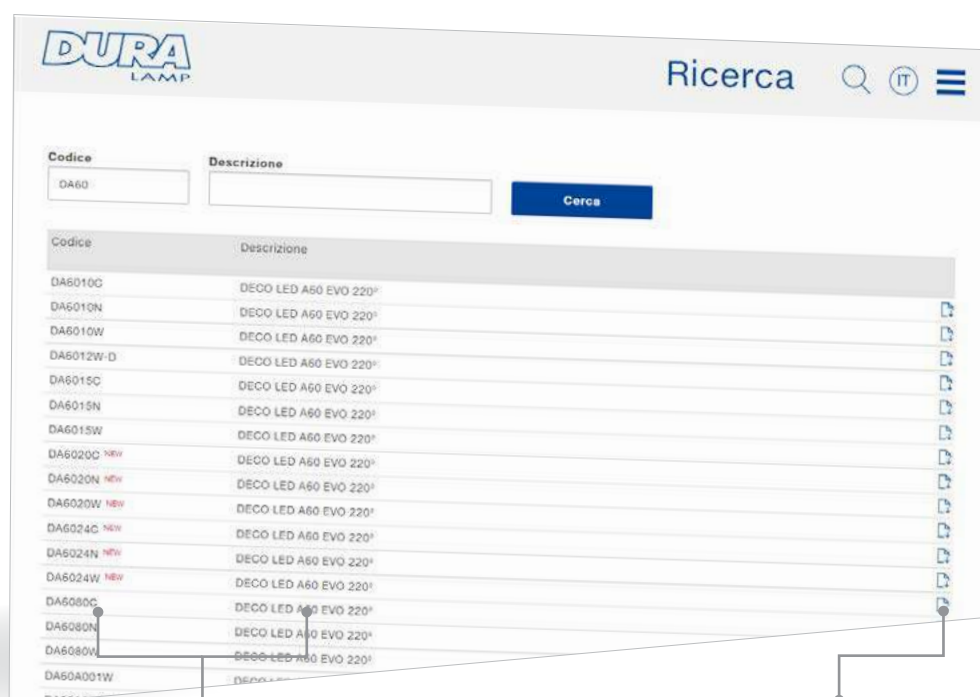 DURA
LAMP
Ricerca IT
Codice Descrizione
DA60
Cerca
Codice Descrizione
DA6010C DECO LED A60 EVO 220°
DA6010N DECO LED A60 EVO 220°
DA6010W DECO LED A60 EVO 220°
DA6012W-D DECO LED A60 EVO 220°
DA6015C DECO LED A60 EVO 220°
DA6015N DECO LED A60 EVO 220°
DA6015W DECO LED A60 EVO 220°
DA6020C NEW DECO LED A60 EVO 220°
DA6020N NEW DECO LED A60 EVO 220°
DA6020W NEW DECO LED A60 EVO 220°
DA6024C NEW DECO LED A60 EVO 220°
DA6024N NEW DECO LED A60 EVO 220°
DA6024W NEW DECO LED A60 EVO 220°
DA6080C DECO LED A60 EVO 220°
DA6080N DECO LED A60 EVO 220°
DA6080W DECO LED A60 EVO 220°
DA60A001W